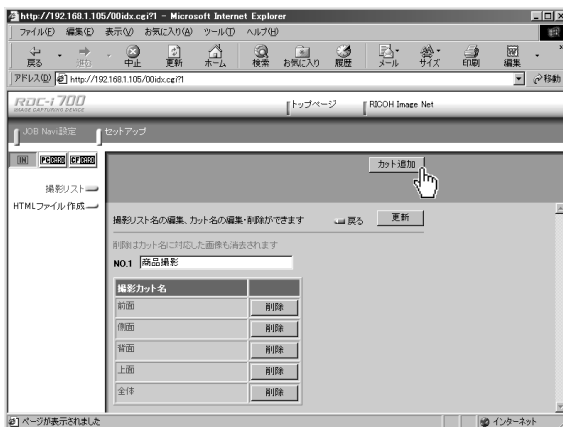 http://192.168.1.105/00idx.cgi?1 - Microsoft Internet Explorer
ファイル(F) 編集(E) 表示(V) お気に入り(A) ツール(T) ヘルプ(H)
戻る 中止 更新 ホーム 検索 お気に入り 履歴 メール サイズ 印刷 編集
アドレス(D) http://192.168.1.105/00idx.cgi?1 移動
RDC-i 700
IMAGE CAPTURING DEVICE
トップページ RICOH Image Net
JOB Navi設定 セットアップ
IN PC CARD CF CARD
カット追加
撮影リスト
HTMLファイル作成
撮影リスト名の編集、カット名の編集・削除ができます 戻る 更新
削除はカット名に対応した画像も消去されます
NO.1 商品撮影
撮影カット名
前面 削除
側面 削除
背面 削除
上面 削除
全体 削除
ページが表示されました インターネット